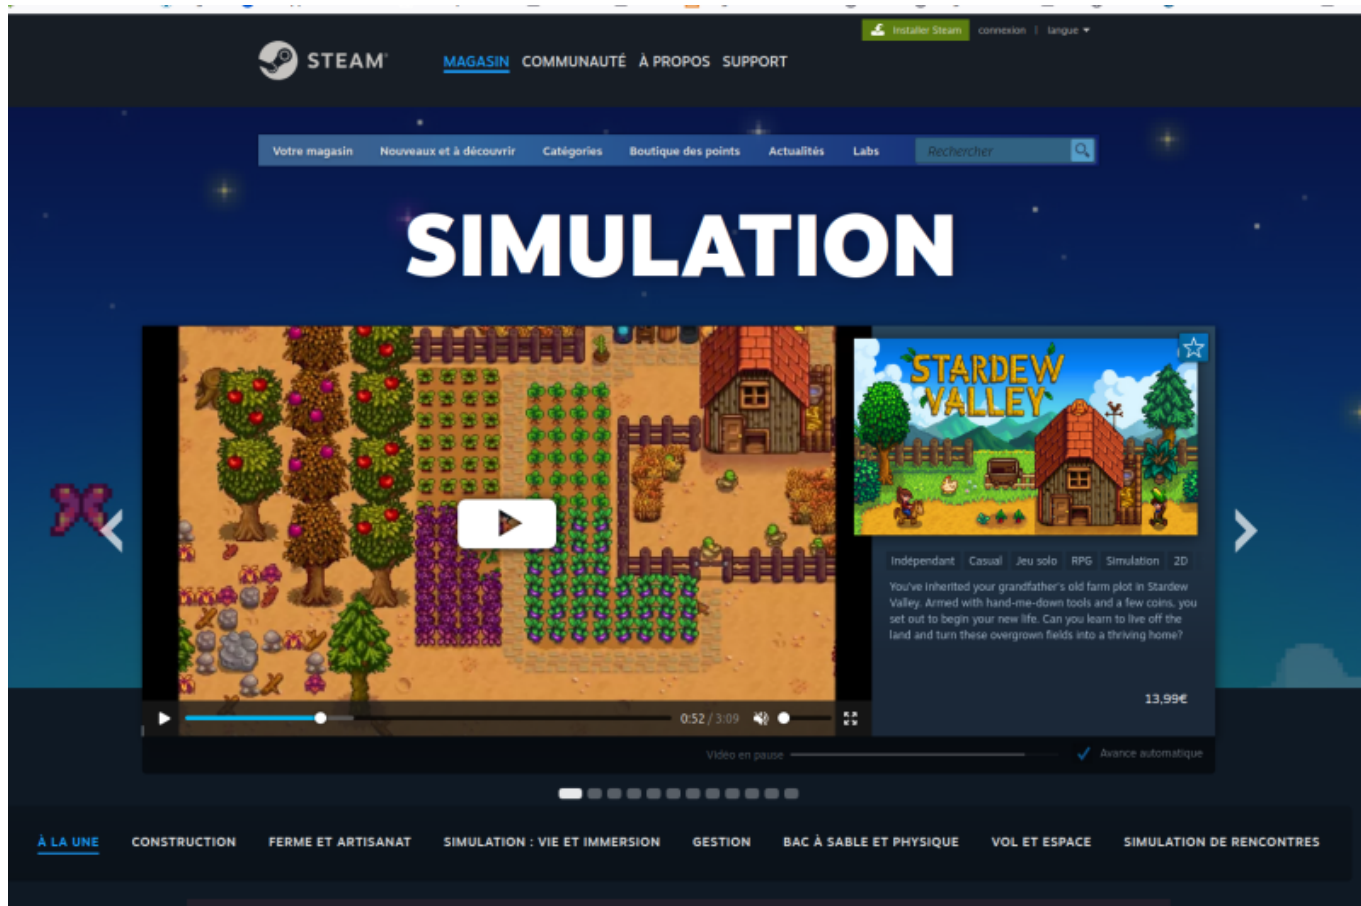 Installer Steam connexion | langue
STEAM®
MAGASIN COMMUNAUTÉ À PROPOS SUPPORT
Votre magasin Nouveaux et à découvrir Catégories Boutique des points Actualités Labs Rechercher
SIMULATION
STARDEW
VALLEY
Indépendant Casual Jeu solo RPG Simulation 2D
You've inherited your grandfather's old farm plot in Stardew
Valley. Armed with hand-me-down tools and a few coins, you
set out to begin your new life. Can you learn to live off the
land and turn these overgrown fields into a thriving home?
13,99€
0:52 / 3:09
Vidéo en pause Avance automatique
À LA UNE CONSTRUCTION FERME ET ARTISANAT SIMULATION : VIE ET IMMERSION GESTION BAC À SABLE ET PHYSIQUE VOL ET ESPACE SIMULATION DE RENCONTRES